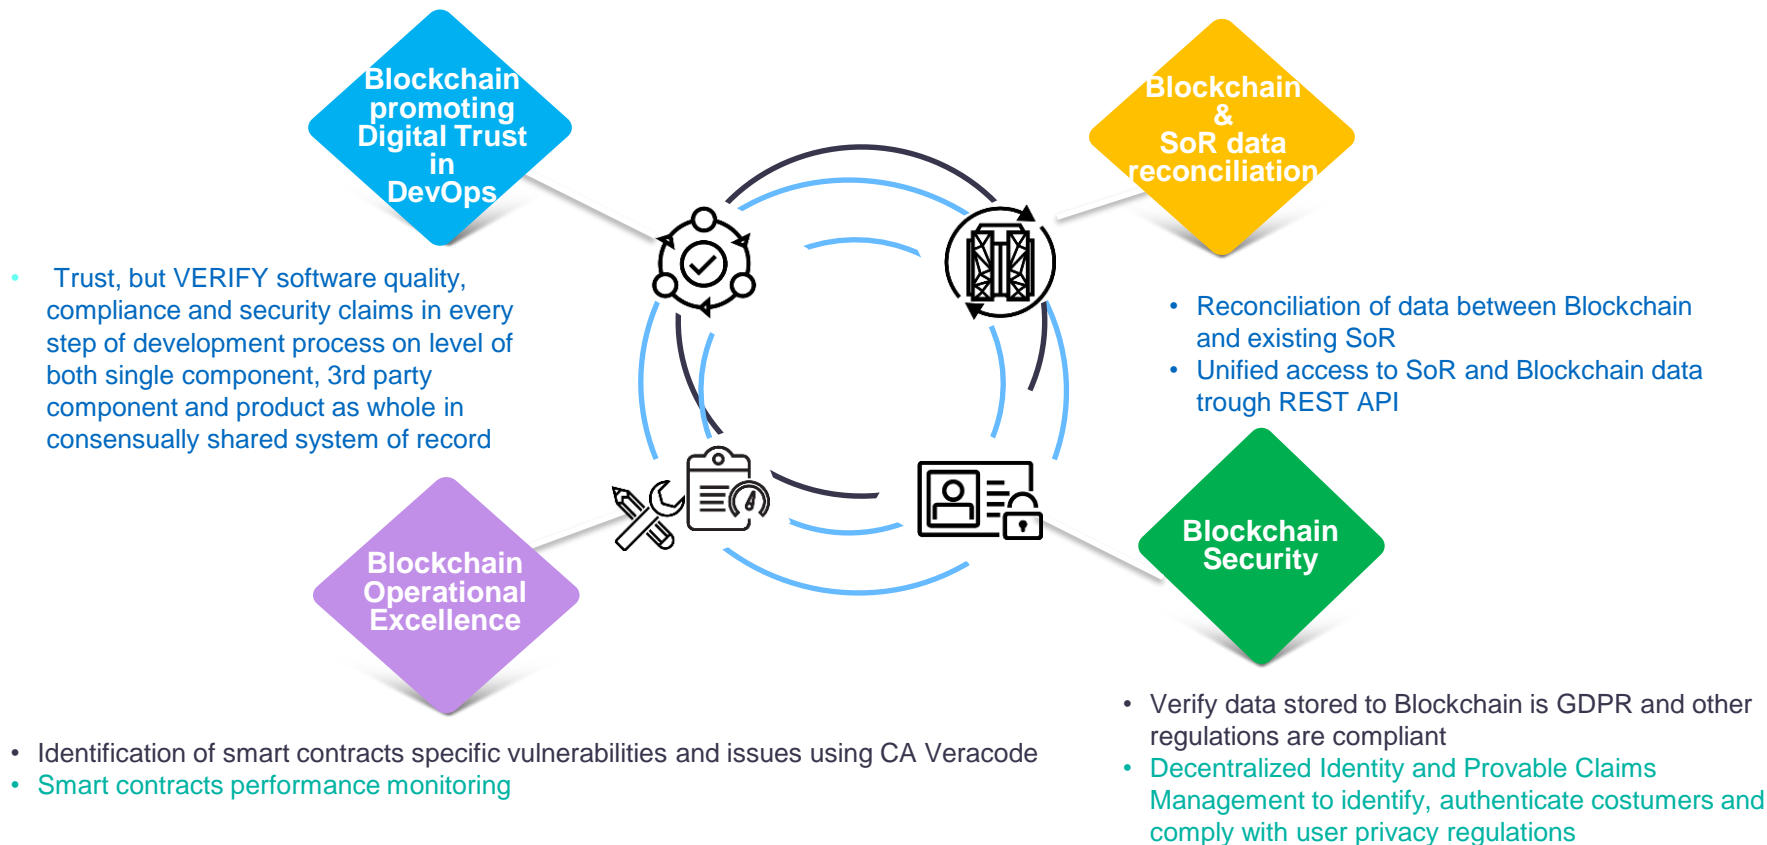 Blockchain
promoting
Digital Trust
in
DevOps
• Trust, but VERIFY software quality,
compliance and security claims in every
step of development process on level of
both single component, 3rd party
component and product as whole in
consensually shared system of record
Blockchain
&
SoR data
reconciliation
• Reconciliation of data between Blockchain
and existing SoR
• Unified access to SoR and Blockchain data
trough REST API
Blockchain
Operational
Excellence
• Identification of smart contracts specific vulnerabilities and issues using CA Veracode
• Smart contracts performance monitoring
Blockchain
Security
• Verify data stored to Blockchain is GDPR and other
regulations are compliant
• Decentralized Identity and Provable Claims
Management to identify, authenticate costumers and
comply with user privacy regulations